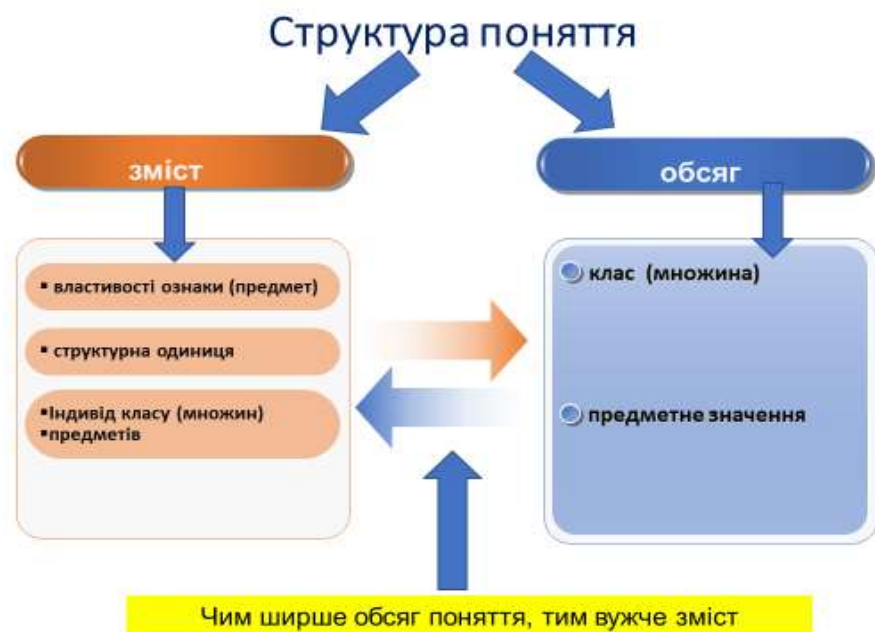 Структура поняття
зміст
▪ властивості ознаки (предмет)
▪ структурна одиниця
▪Індивід класу (множин)
▪предметів
обсяг
клас (множина)
предметне значення
Чим ширше обсяг поняття, тим вужче зміст